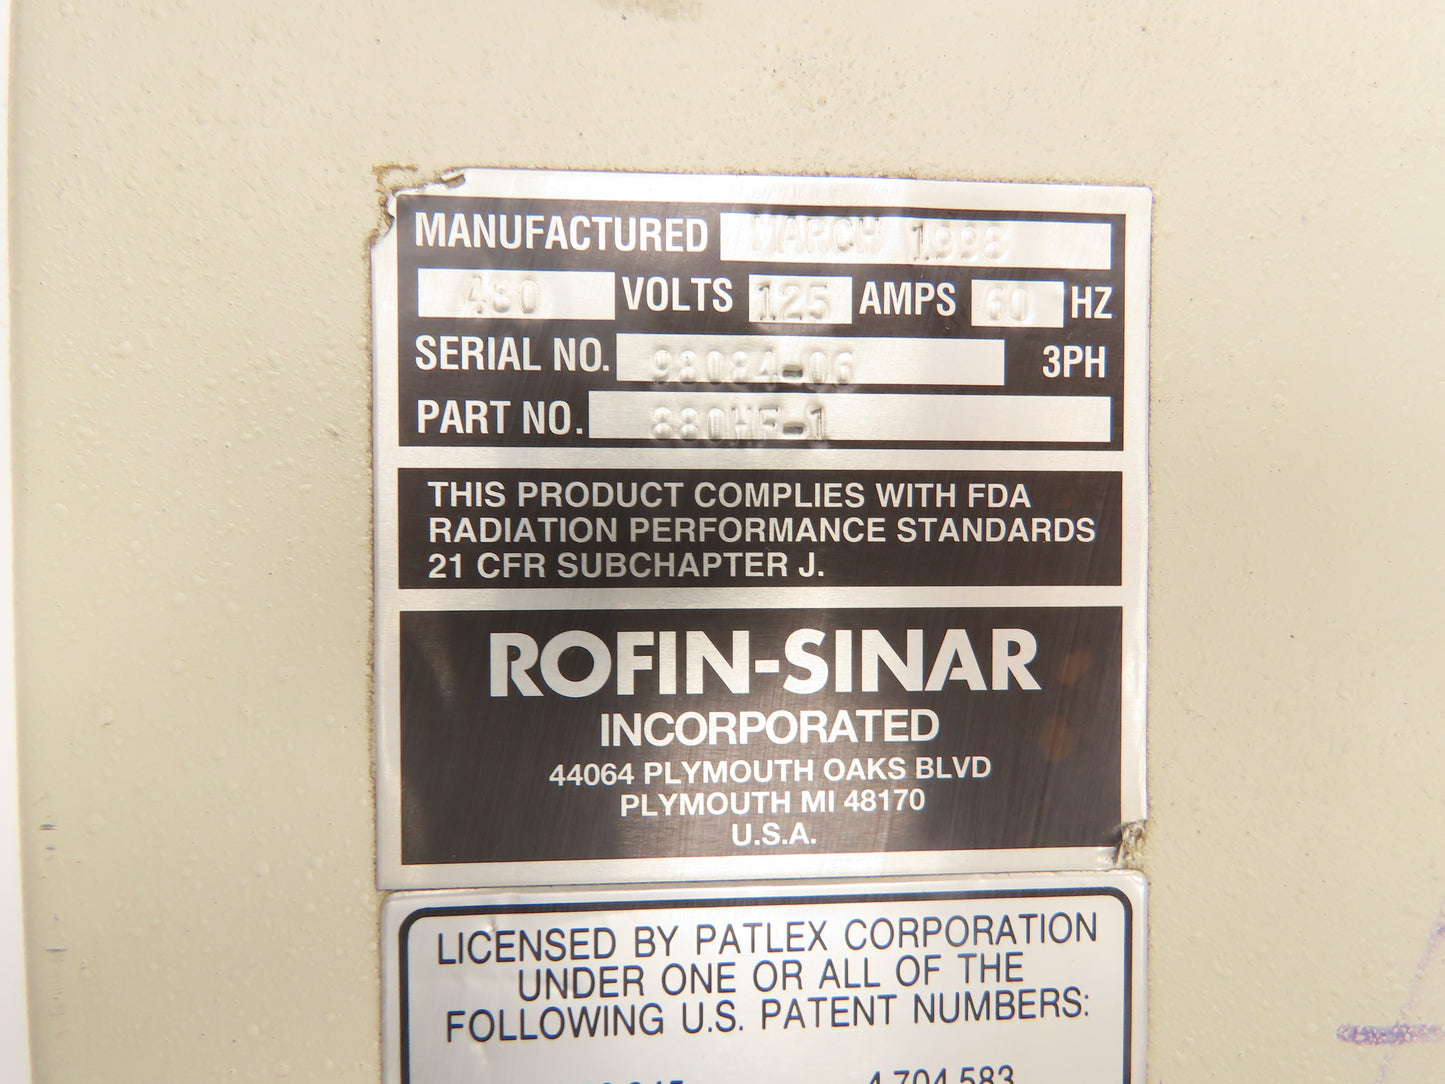 MANUFACTURED MARCH 1998
480 VOLTS 125 AMPS 60 HZ
SERIAL NO. 98084-06 3PH
PART NO. 880HF-1
THIS PRODUCT COMPLIES WITH FDA
RADIATION PERFORMANCE STANDARDS
21 CFR SUBCHAPTER J.
ROFIN-SINAR
INCORPORATED
44064 PLYMOUTH OAKS BLVD
PLYMOUTH MI 48170
U.S.A.
LICENSED BY PATLEX CORPORATION
UNDER ONE OR ALL OF THE
FOLLOWING U.S. PATENT NUMBERS:
4,704,583